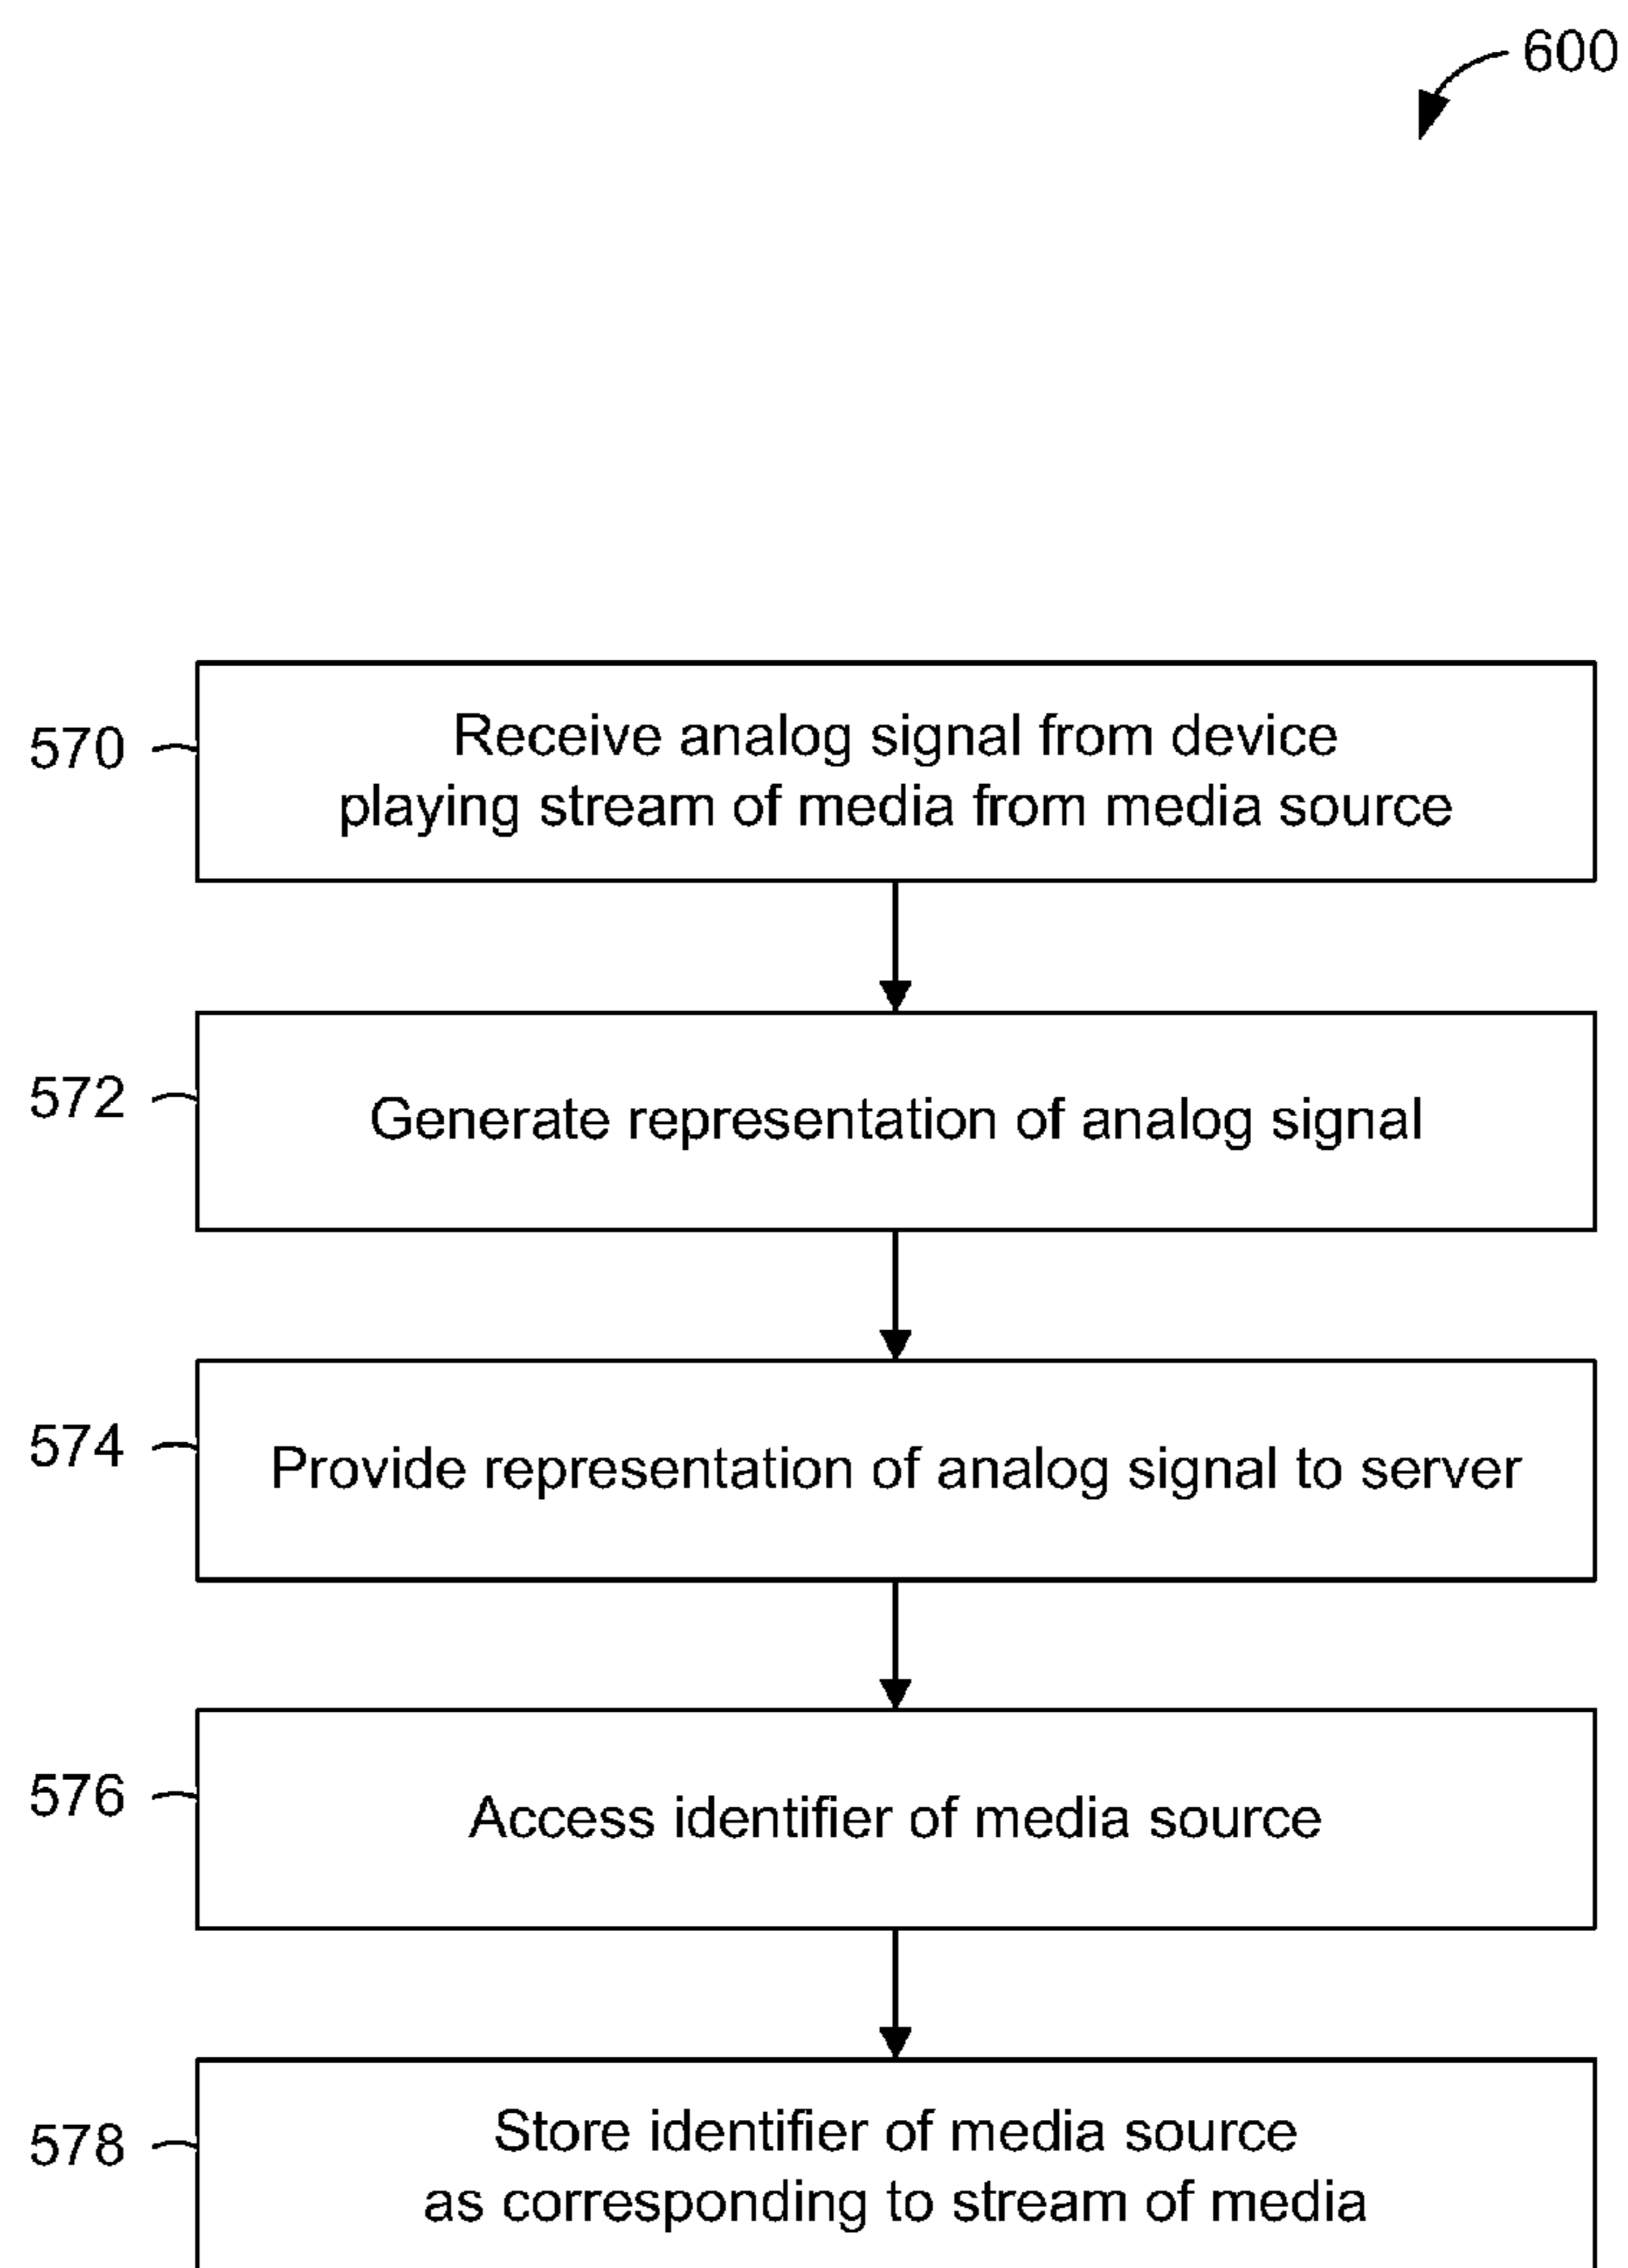 600
570
Receive analog signal from device
playing stream of media from media source
572
Generate representation of analog signal
574
Provide representation of analog signal to server
576
Access identifier of media source
578
Store identifier of media source
as corresponding to stream of media